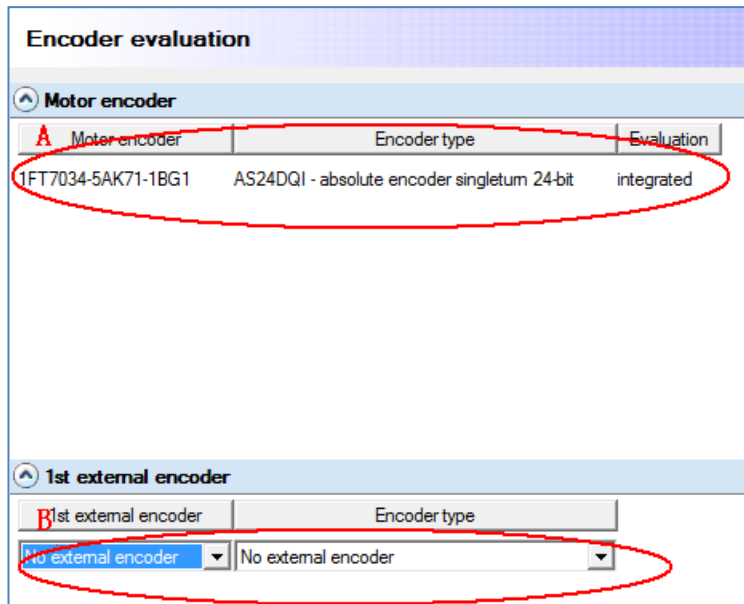 Encoder evaluation
Motor encoder
A Motor encoder Encoder type Evaluation
1FT7034-5AK71-1BG1 AS24DQI - absolute encoder singleturn 24-bit integrated
1st external encoder
B 1st external encoder Encoder type
No external encoder No external encoder